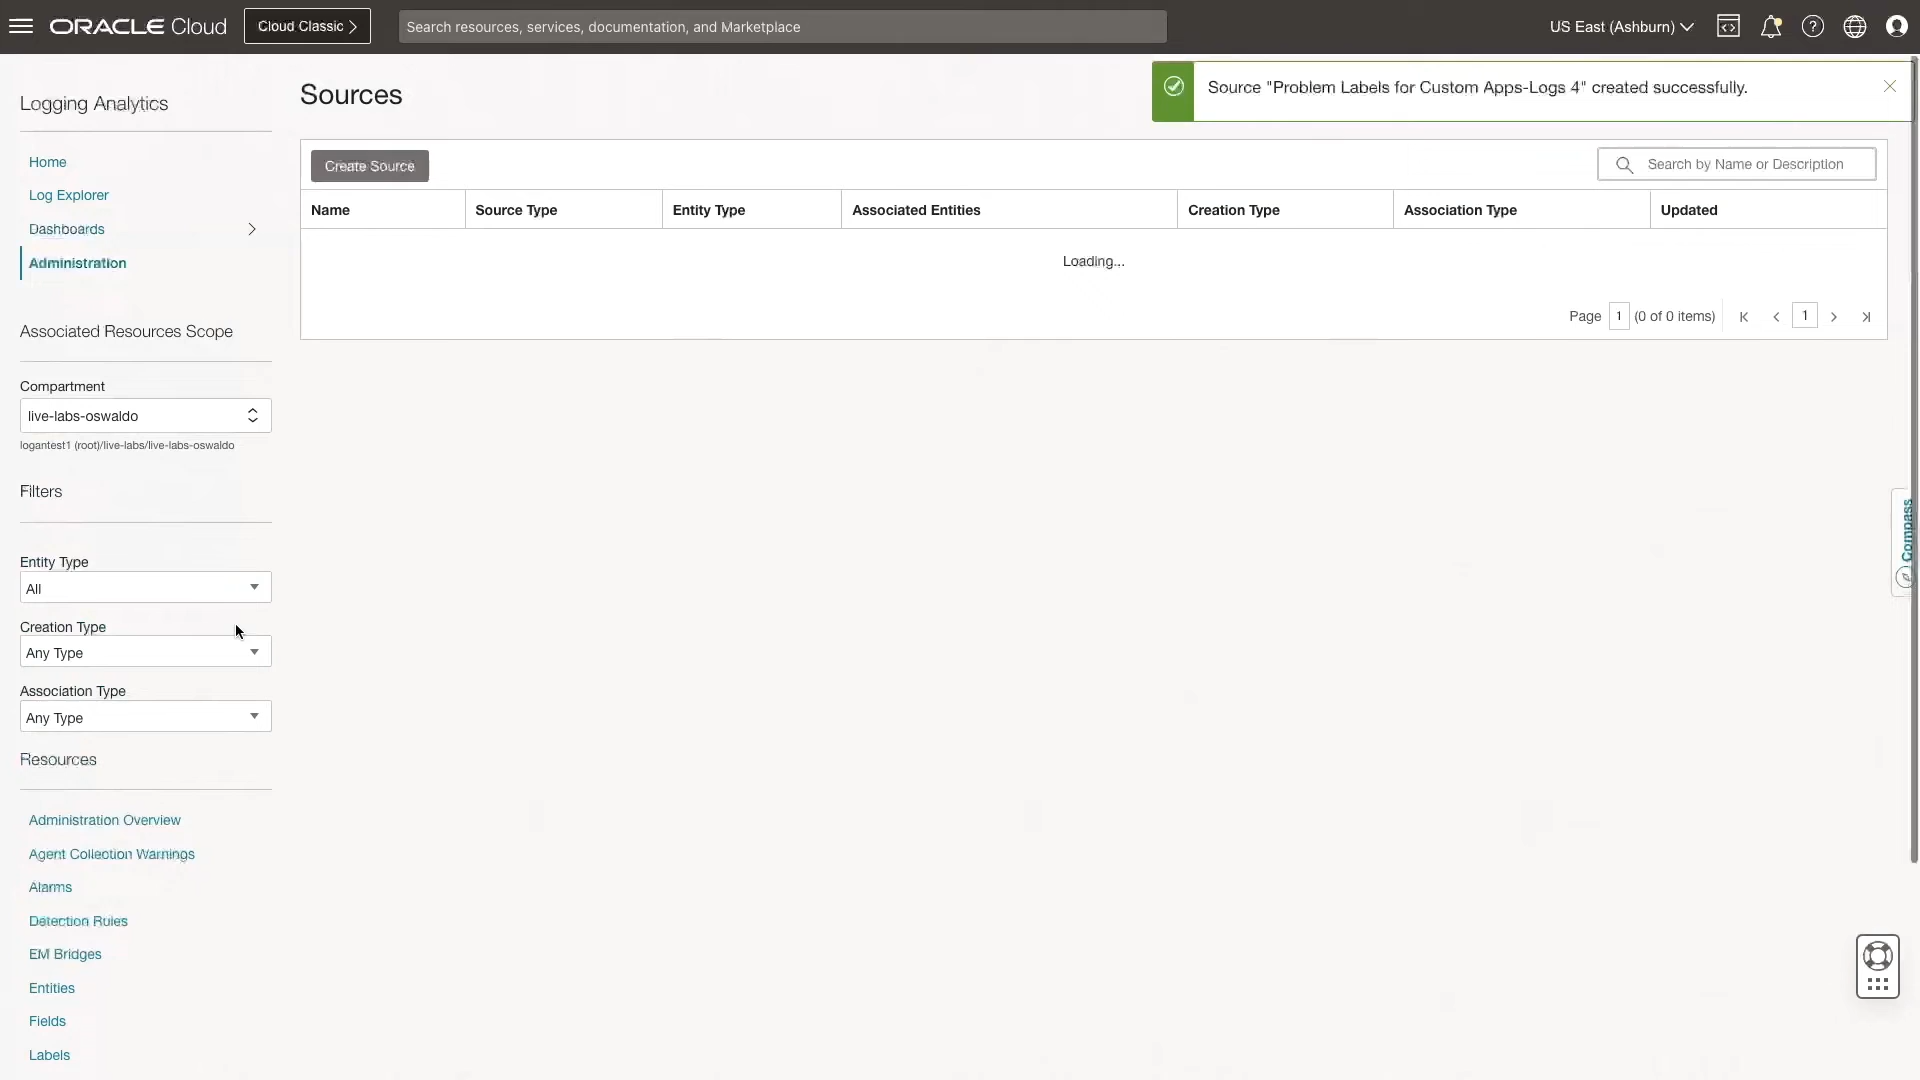 ORACLE Cloud
Cloud Classic
Search resources, services, documentation, and Marketplace
US East (Ashburn)
Logging Analytics
Home
Log Explorer
Dashboards
Administration
Associated Resources Scope
Compartment
live-labs-oswaldo
logantest1 (root)/live-labs/live-labs-oswaldo
Filters
Entity Type
All
Creation Type
Any Type
Association Type
Any Type
Resources
Administration Overview
Agent Collection Warnings
Alarms
Detection Rules
EM Bridges
Entities
Fields
Labels
Sources
Source "Problem Labels for Custom Apps-Logs 4" created successfully.
Create Source
Search by Name or Description
Name Source Type Entity Type Associated Entities Creation Type Association Type Updated
Loading...
Page 1 (0 of 0 items) 1
Compass